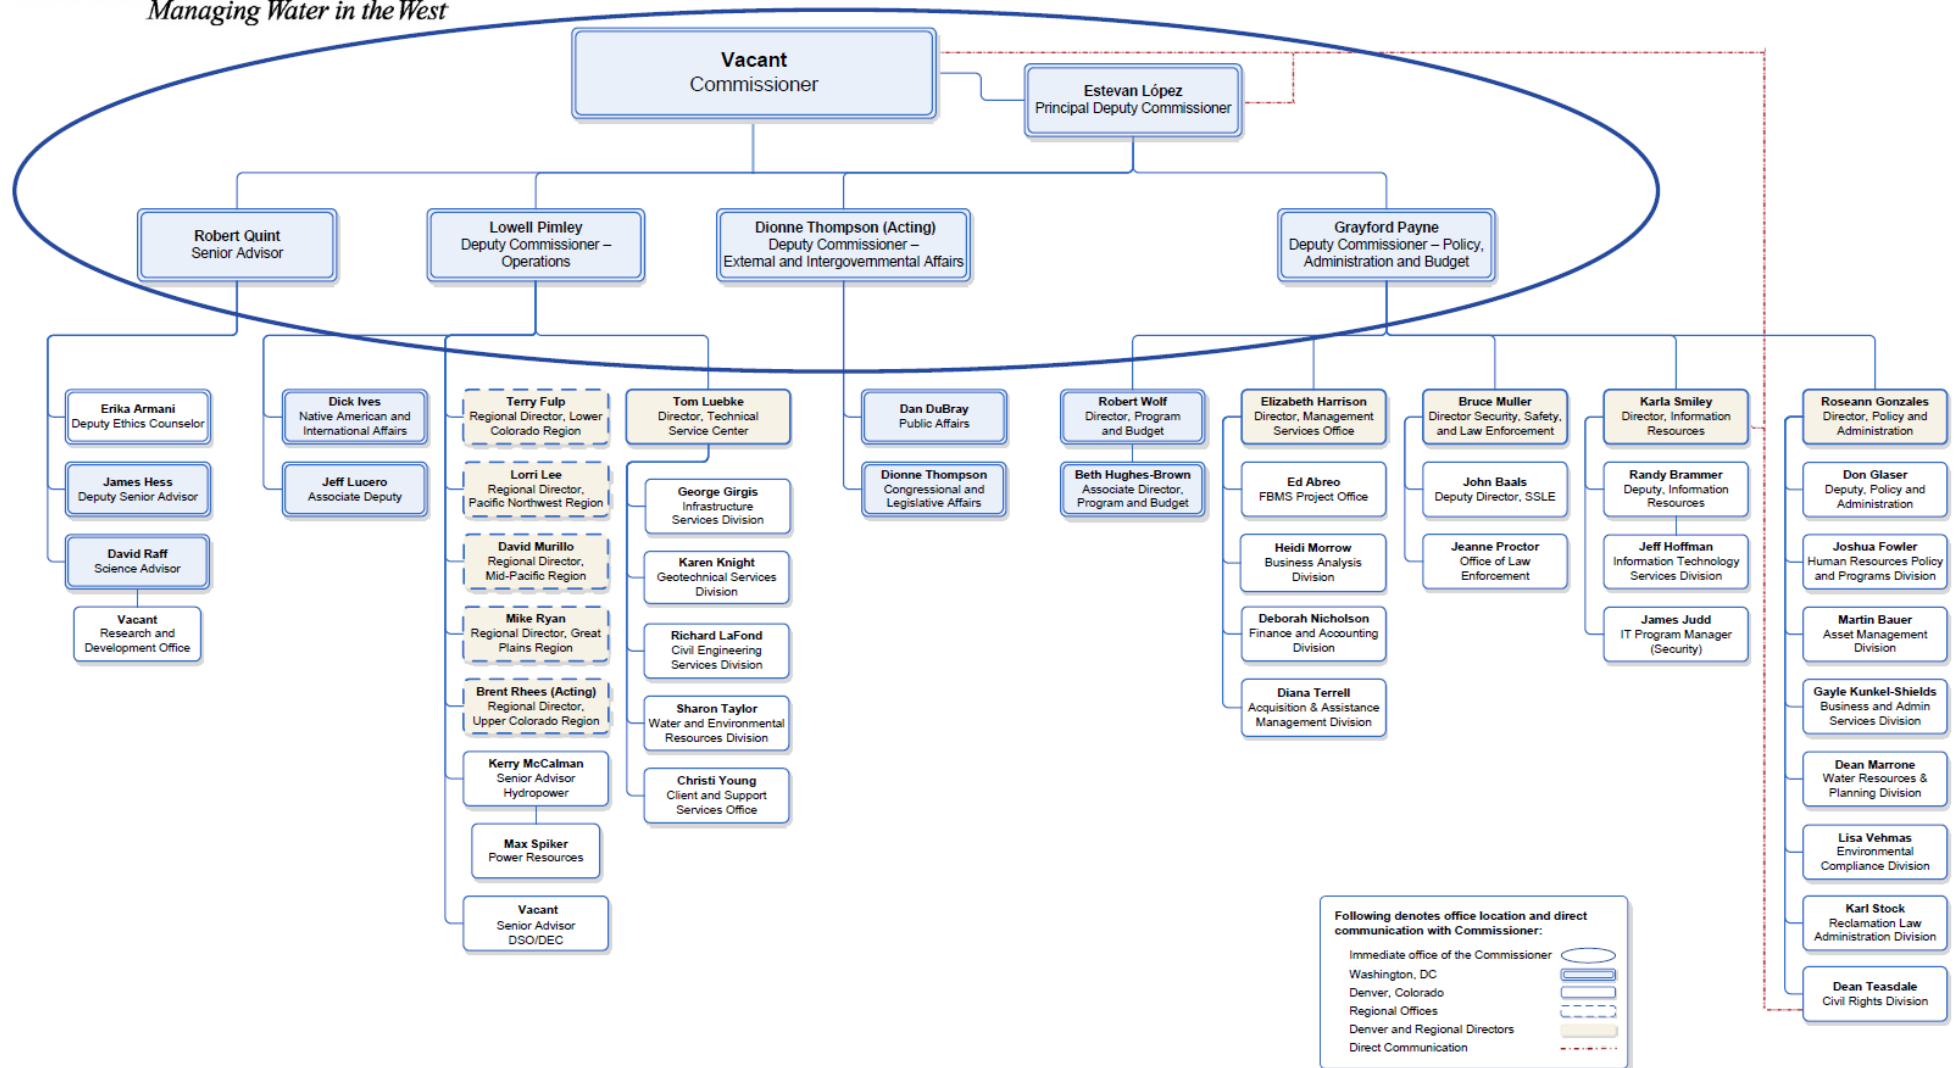 Managing Water in the West
Vacant
Commissioner
Estevan López
Principal Deputy Commissioner
Robert Quint
Senior Advisor
Lowell Pimley
Deputy Commissioner –
Operations
Dionne Thompson (Acting)
Deputy Commissioner –
External and Intergovernmental Affairs
Grayford Payne
Deputy Commissioner – Policy,
Administration and Budget
Erika Armani
Deputy Ethics Counselor
James Hess
Deputy Senior Advisor
David Raff
Science Advisor
Vacant
Research and
Development Office
Dick Ives
Native American and
International Affairs
Jeff Lucero
Associate Deputy
Terry Fulp
Regional Director, Lower
Colorado Region
Lorri Lee
Regional Director,
Pacific Northwest Region
David Murillo
Regional Director,
Mid-Pacific Region
Mike Ryan
Regional Director, Great
Plains Region
Brent Rhees (Acting)
Regional Director,
Upper Colorado Region
Kerry McCalman
Senior Advisor
Hydropower
Max Spiker
Power Resources
Vacant
Senior Advisor
DSO/DEC
Tom Luebke
Director, Technical
Service Center
George Girgis
Infrastructure
Services Division
Karen Knight
Geotechnical Services
Division
Richard LaFond
Civil Engineering
Services Division
Sharon Taylor
Water and Environmental
Resources Division
Christi Young
Client and Support
Services Office
Dan DuBray
Public Affairs
Dionne Thompson
Congressional and
Legislative Affairs
Robert Wolf
Director, Program
and Budget
Beth Hughes-Brown
Associate Director,
Program and Budget
Elizabeth Harrison
Director, Management
Services Office
Ed Abreo
FBMS Project Office
Heidi Morrow
Business Analysis
Division
Deborah Nicholson
Finance and Accounting
Division
Diana Terrell
Acquisition & Assistance
Management Division
Bruce Muller
Director Security, Safety,
and Law Enforcement
John Baals
Deputy Director, SSLE
Jeanne Proctor
Office of Law
Enforcement
Karla Smiley
Director, Information
Resources
Randy Brammer
Deputy, Information
Resources
Jeff Hoffman
Information Technology
Services Division
James Judd
IT Program Manager
(Security)
Roseann Gonzales
Director, Policy and
Administration
Don Glaser
Deputy, Policy and
Administration
Joshua Fowler
Human Resources Policy
and Programs Division
Martin Bauer
Asset Management
Division
Gayle Kunkel-Shields
Business and Admin
Services Division
Dean Marrone
Water Resources &
Planning Division
Lisa Vehmas
Environmental
Compliance Division
Karl Stock
Reclamation Law
Administration Division
Dean Teasdale
Civil Rights Division
Following denotes office location and direct
communication with Commissioner:
Immediate office of the Commissioner
Washington, DC
Denver, Colorado
Regional Offices
Denver and Regional Directors
Direct Communication